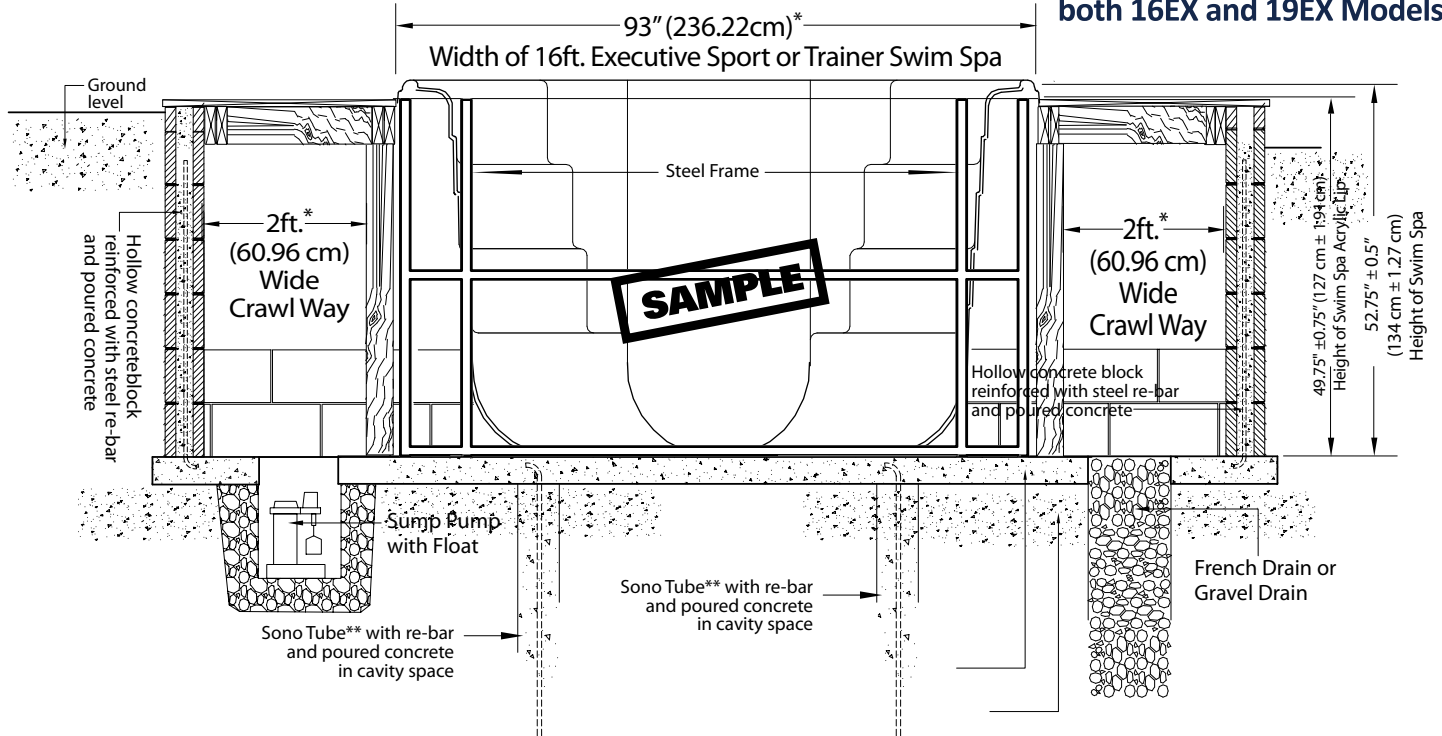 both 16EX and 19EX Models
93" (236.22cm)*
Width of 16ft. Executive Sport or Trainer Swim Spa
Ground
level
Steel Frame
Hollow concreteblock
reinforced with steel re-bar
and poured concrete
2ft.*
(60.96 cm)
Wide
Crawl Way
SAMPLE
2ft.*
(60.96 cm)
Wide
Crawl Way
49.75" ±0.75" (127 cm ± 1.91cm)
Height of Swim Spa Acrylic Lip
52.75" ± 0.5"
(134 cm ± 1.27 cm)
Height of Swim Spa
Hollow concrete block
reinforced with steel re-bar
and poured concrete
Sump Pump
with Float
Sono Tube** with re-bar
and poured concrete
in cavity space
Sono Tube** with re-bar
and poured concrete
in cavity space
French Drain or
Gravel Drain